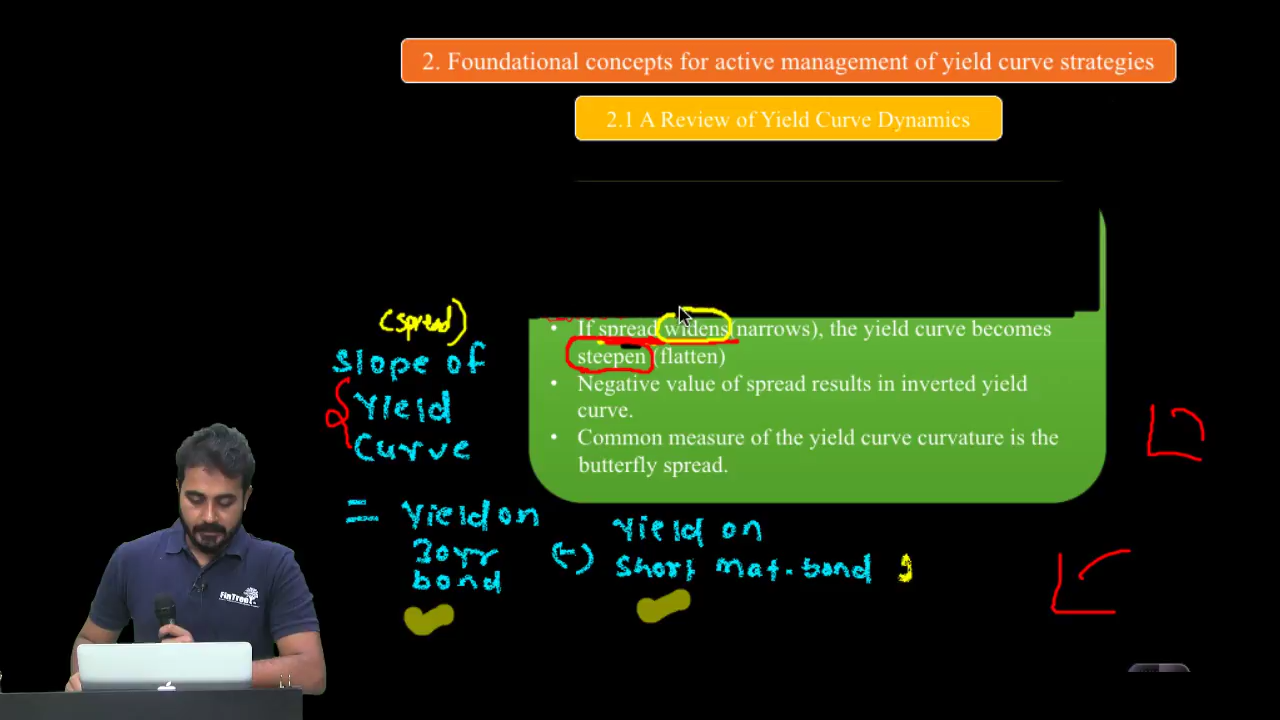 2. Foundational concepts for active management of yield curve strategies
2.1 A Review of Yield Curve Dynamics
• If spread widens(narrows), the yield curve becomes
steepen (flatten)
• Negative value of spread results in inverted yield
curve.
• Common measure of the yield curve curvature is the
butterfly spread.
(spread)
Slope of
Yield
Curve
= Yield on
30yr
bond
(-)
Yield on
Short mat. bond
FinTree